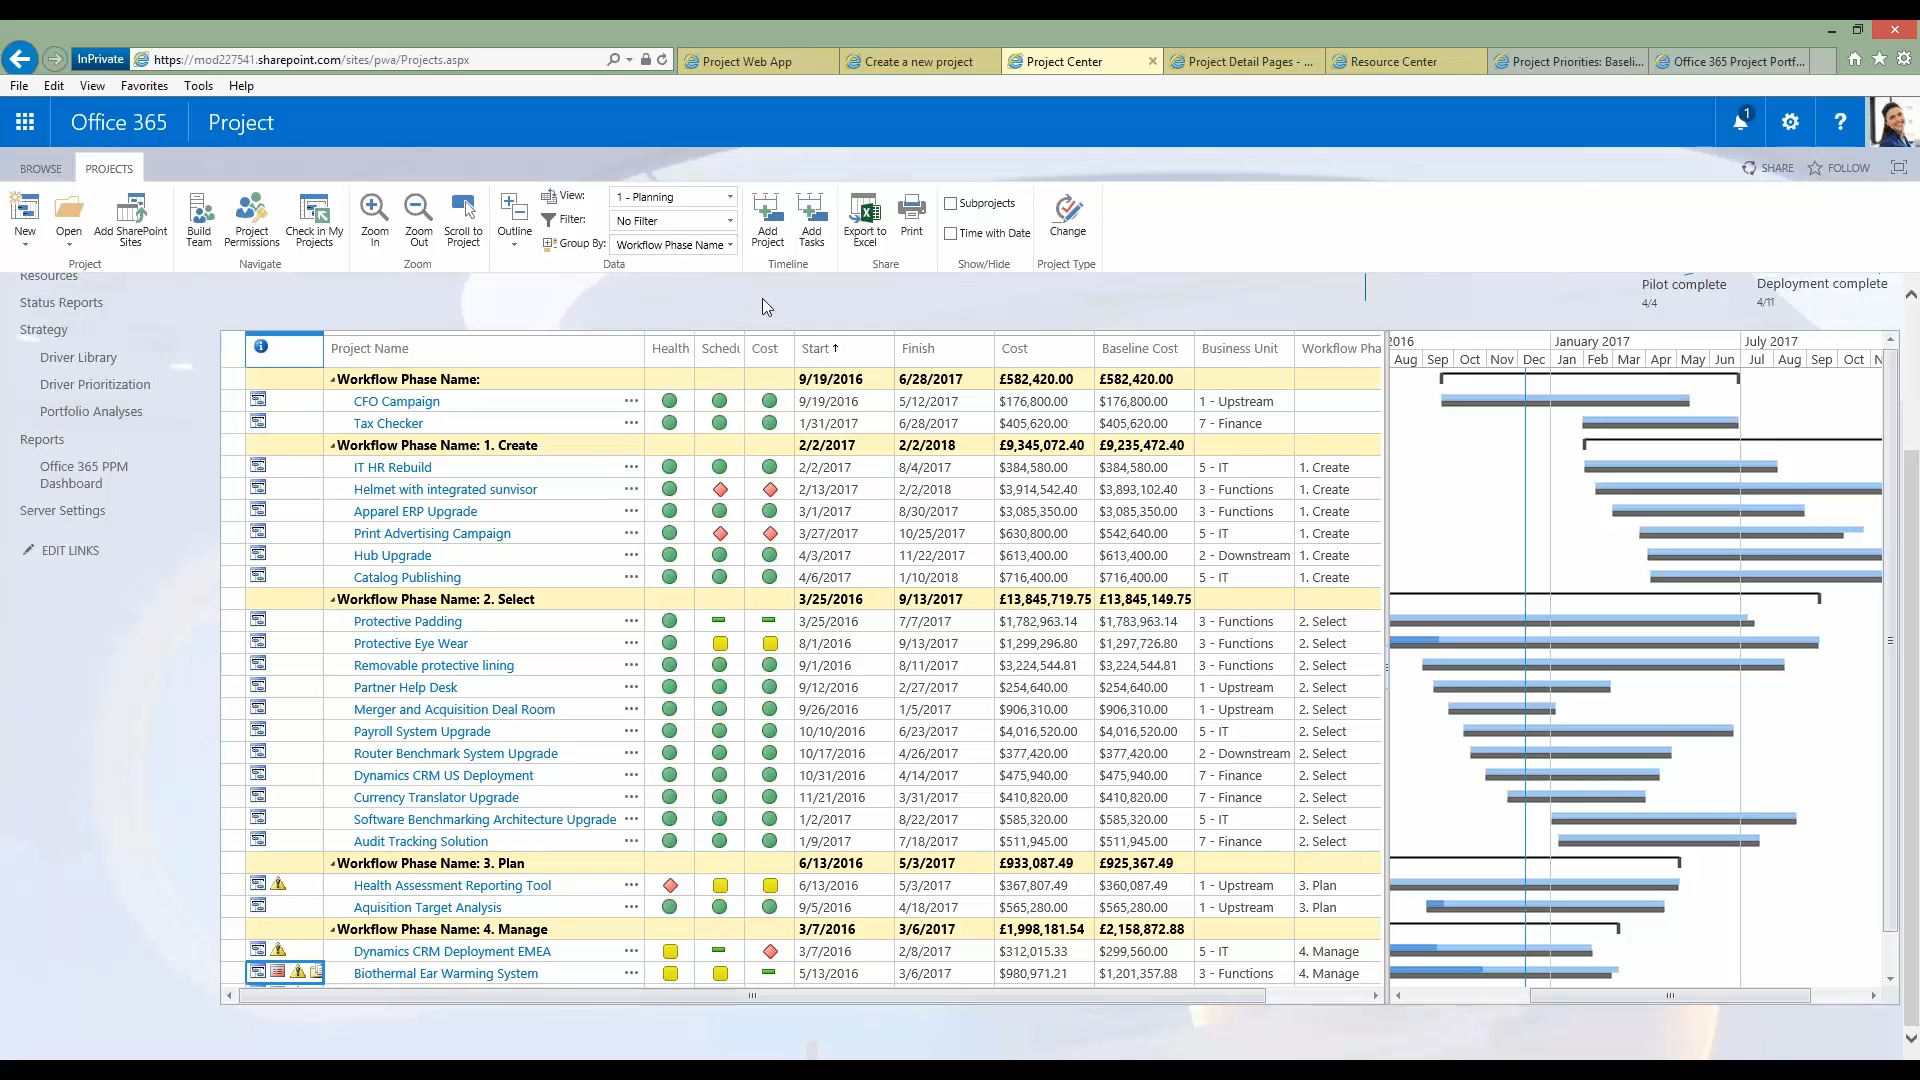 InPrivate https://mod227541.sharepoint.com/sites/pwa/Projects.aspx Project Web App Create a new project Project Center Project Detail Pages - ... Resource Center Project Priorities: Baseli... Office 365 Project Portf...
File Edit View Favorites Tools Help
Office 365 Project 1 ?
BROWSE PROJECTS SHARE FOLLOW
New Open Add SharePoint Sites Build Team Project Permissions Check in My Projects Zoom In Zoom Out Scroll to Project Outline View: 1 - Planning Add Project Add Tasks Export to Excel Print Subprojects Change
Filter: No Filter Time with Date
Group By: Workflow Phase Name
Project Navigate Zoom Data Timeline Share Show/Hide Project Type
Resources
Status Reports
Strategy
Driver Library
Driver Prioritization
Portfolio Analyses
Reports
Office 365 PPM
Dashboard
Server Settings
EDIT LINKS
Pilot complete Deployment complete
4/4 4/11
Project Name Health Schedu Cost Start Finish Cost Baseline Cost Business Unit Workflow Pha
2016 January 2017 July 2017
Aug Sep Oct Nov Dec Jan Feb Mar Apr May Jun Jul Aug Sep Oct N
Workflow Phase Name: 9/19/2016 6/28/2017 £582,420.00 £582,420.00
CFO Campaign ... 9/19/2016 5/12/2017 $176,800.00 $176,800.00 1 - Upstream
Tax Checker ... 1/31/2017 6/28/2017 $405,620.00 $405,620.00 7 - Finance
Workflow Phase Name: 1. Create 2/2/2017 2/2/2018 £9,345,072.40 £9,235,472.40
IT HR Rebuild ... 2/2/2017 8/4/2017 $384,580.00 $384,580.00 5 - IT 1. Create
Helmet with integrated sunvisor ... 2/13/2017 2/2/2018 $3,914,542.40 $3,893,102.40 3 - Functions 1. Create
Apparel ERP Upgrade ... 3/1/2017 8/30/2017 $3,085,350.00 $3,085,350.00 3 - Functions 1. Create
Print Advertising Campaign ... 3/27/2017 10/25/2017 $630,800.00 $542,640.00 5 - IT 1. Create
Hub Upgrade ... 4/3/2017 11/22/2017 $613,400.00 $613,400.00 2 - Downstream 1. Create
Catalog Publishing ... 4/6/2017 1/10/2018 $716,400.00 $716,400.00 5 - IT 1. Create
Workflow Phase Name: 2. Select 3/25/2016 9/13/2017 £13,845,719.75 £13,845,149.75
Protective Padding ... 3/25/2016 7/7/2017 $1,782,963.14 $1,783,963.14 3 - Functions 2. Select
Protective Eye Wear ... 8/1/2016 9/13/2017 $1,299,296.80 $1,297,726.80 3 - Functions 2. Select
Removable protective lining ... 9/1/2016 8/11/2017 $3,224,544.81 $3,224,544.81 3 - Functions 2. Select
Partner Help Desk ... 9/12/2016 2/27/2017 $254,640.00 $254,640.00 1 - Upstream 2. Select
Merger and Acquisition Deal Room ... 9/26/2016 1/5/2017 $906,310.00 $906,310.00 1 - Upstream 2. Select
Payroll System Upgrade ... 10/10/2016 6/23/2017 $4,016,520.00 $4,016,520.00 5 - IT 2. Select
Router Benchmark System Upgrade ... 10/17/2016 4/26/2017 $377,420.00 $377,420.00 2 - Downstream 2. Select
Dynamics CRM US Deployment ... 10/31/2016 4/14/2017 $475,940.00 $475,940.00 7 - Finance 2. Select
Currency Translator Upgrade ... 11/21/2016 3/31/2017 $410,820.00 $410,820.00 7 - Finance 2. Select
Software Benchmarking Architecture Upgrade ... 1/2/2017 8/22/2017 $585,320.00 $585,320.00 5 - IT 2. Select
Audit Tracking Solution ... 1/9/2017 7/18/2017 $511,945.00 $511,945.00 7 - Finance 2. Select
Workflow Phase Name: 3. Plan 6/13/2016 5/3/2017 £933,087.49 £925,367.49
Health Assessment Reporting Tool ... 6/13/2016 5/3/2017 $367,807.49 $360,087.49 1 - Upstream 3. Plan
Aquisition Target Analysis ... 9/5/2016 4/18/2017 $565,280.00 $565,280.00 1 - Upstream 3. Plan
Workflow Phase Name: 4. Manage 3/7/2016 3/6/2017 £1,998,181.54 £2,158,872.88
Dynamics CRM Deployment EMEA ... 3/7/2016 2/8/2017 $312,015.33 $299,560.00 5 - IT 4. Manage
Biothermal Ear Warming System ... 5/13/2016 3/6/2017 $980,971.21 $1,201,357.88 3 - Functions 4. Manage